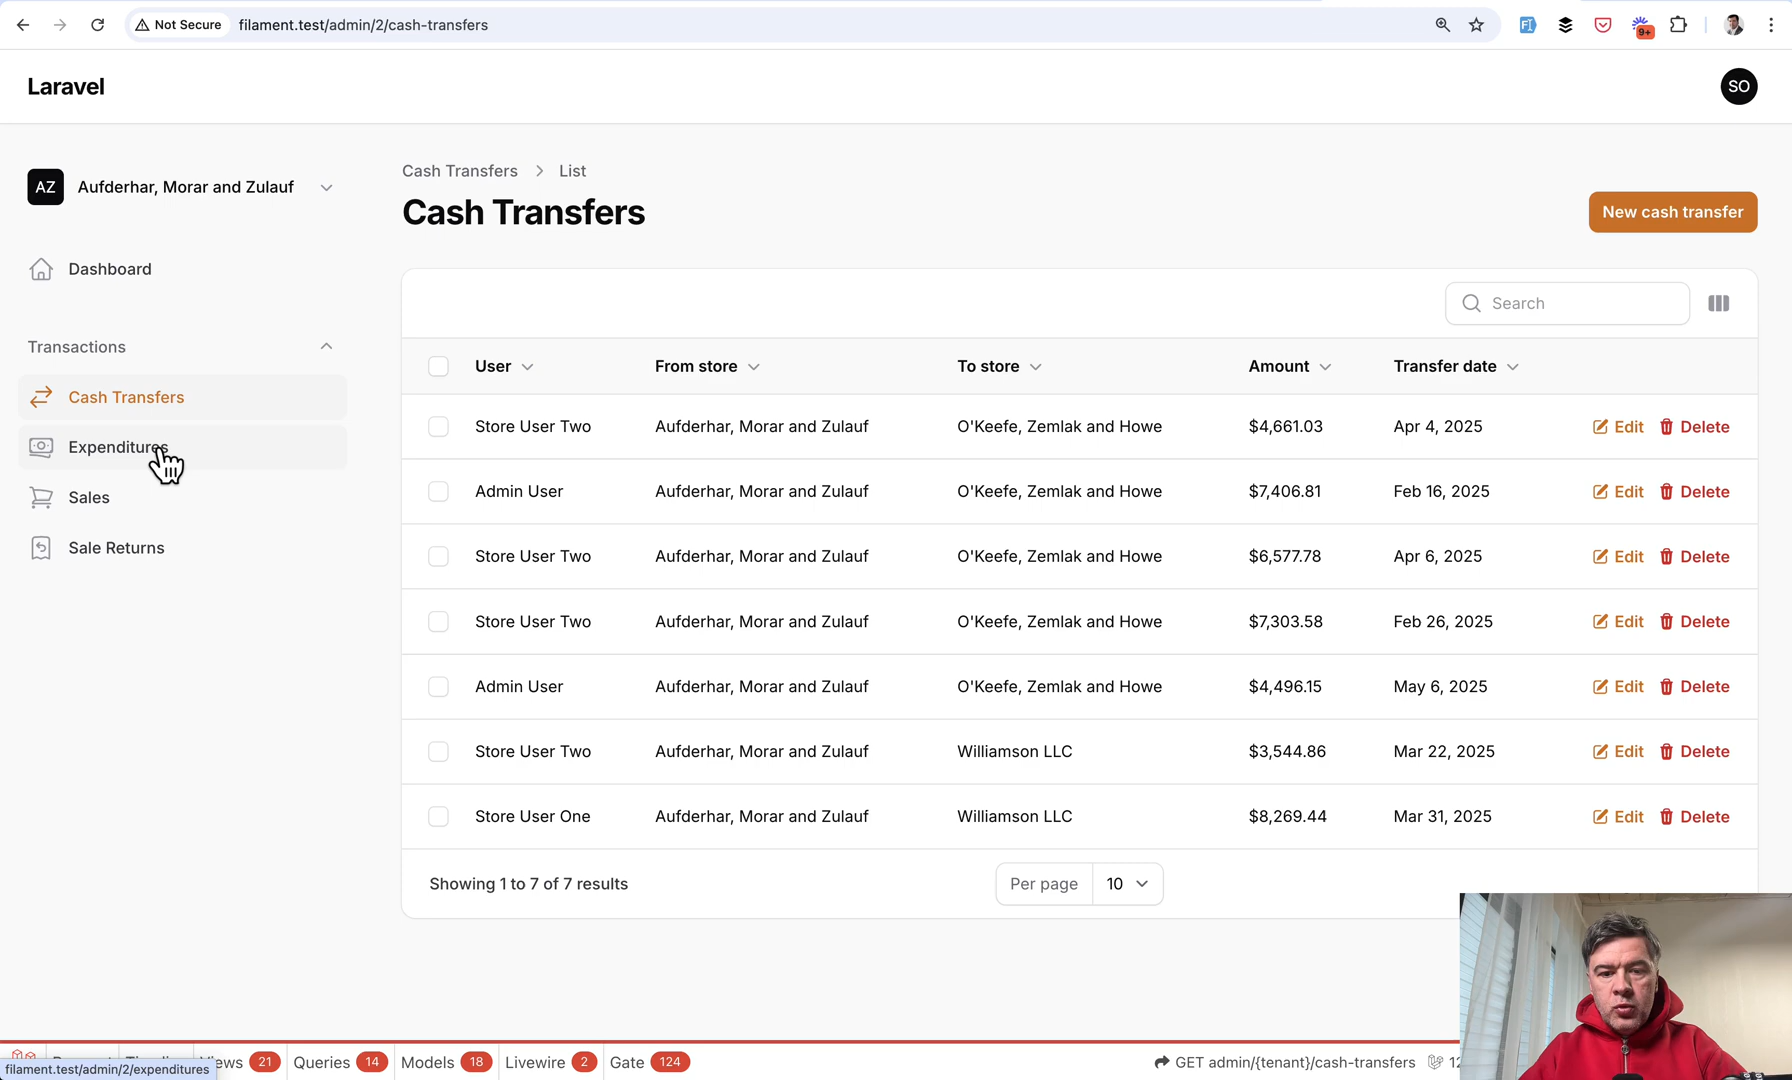 Not Secure
filament.test/admin/2/cash-transfers
9+
Laravel
SO
AZ
Aufderhar, Morar and Zulauf
Dashboard
Transactions
Cash Transfers
Expenditures
Sales
Sale Returns
Cash Transfers > List
Cash Transfers
New cash transfer
Search
User From store To store Amount Transfer date
Store User Two Aufderhar, Morar and Zulauf O'Keefe, Zemlak and Howe $4,661.03 Apr 4, 2025 Edit Delete
Admin User Aufderhar, Morar and Zulauf O'Keefe, Zemlak and Howe $7,406.81 Feb 16, 2025 Edit Delete
Store User Two Aufderhar, Morar and Zulauf O'Keefe, Zemlak and Howe $6,577.78 Apr 6, 2025 Edit Delete
Store User Two Aufderhar, Morar and Zulauf O'Keefe, Zemlak and Howe $7,303.58 Feb 26, 2025 Edit Delete
Admin User Aufderhar, Morar and Zulauf O'Keefe, Zemlak and Howe $4,496.15 May 6, 2025 Edit Delete
Store User Two Aufderhar, Morar and Zulauf Williamson LLC $3,544.86 Mar 22, 2025 Edit Delete
Store User One Aufderhar, Morar and Zulauf Williamson LLC $8,269.44 Mar 31, 2025 Edit Delete
Showing 1 to 7 of 7 results
Per page 10
21 Queries 14 Models 18 Livewire 2 Gate 124 GET admin/{tenant}/cash-transfers
filament.test/admin/2/expenditures